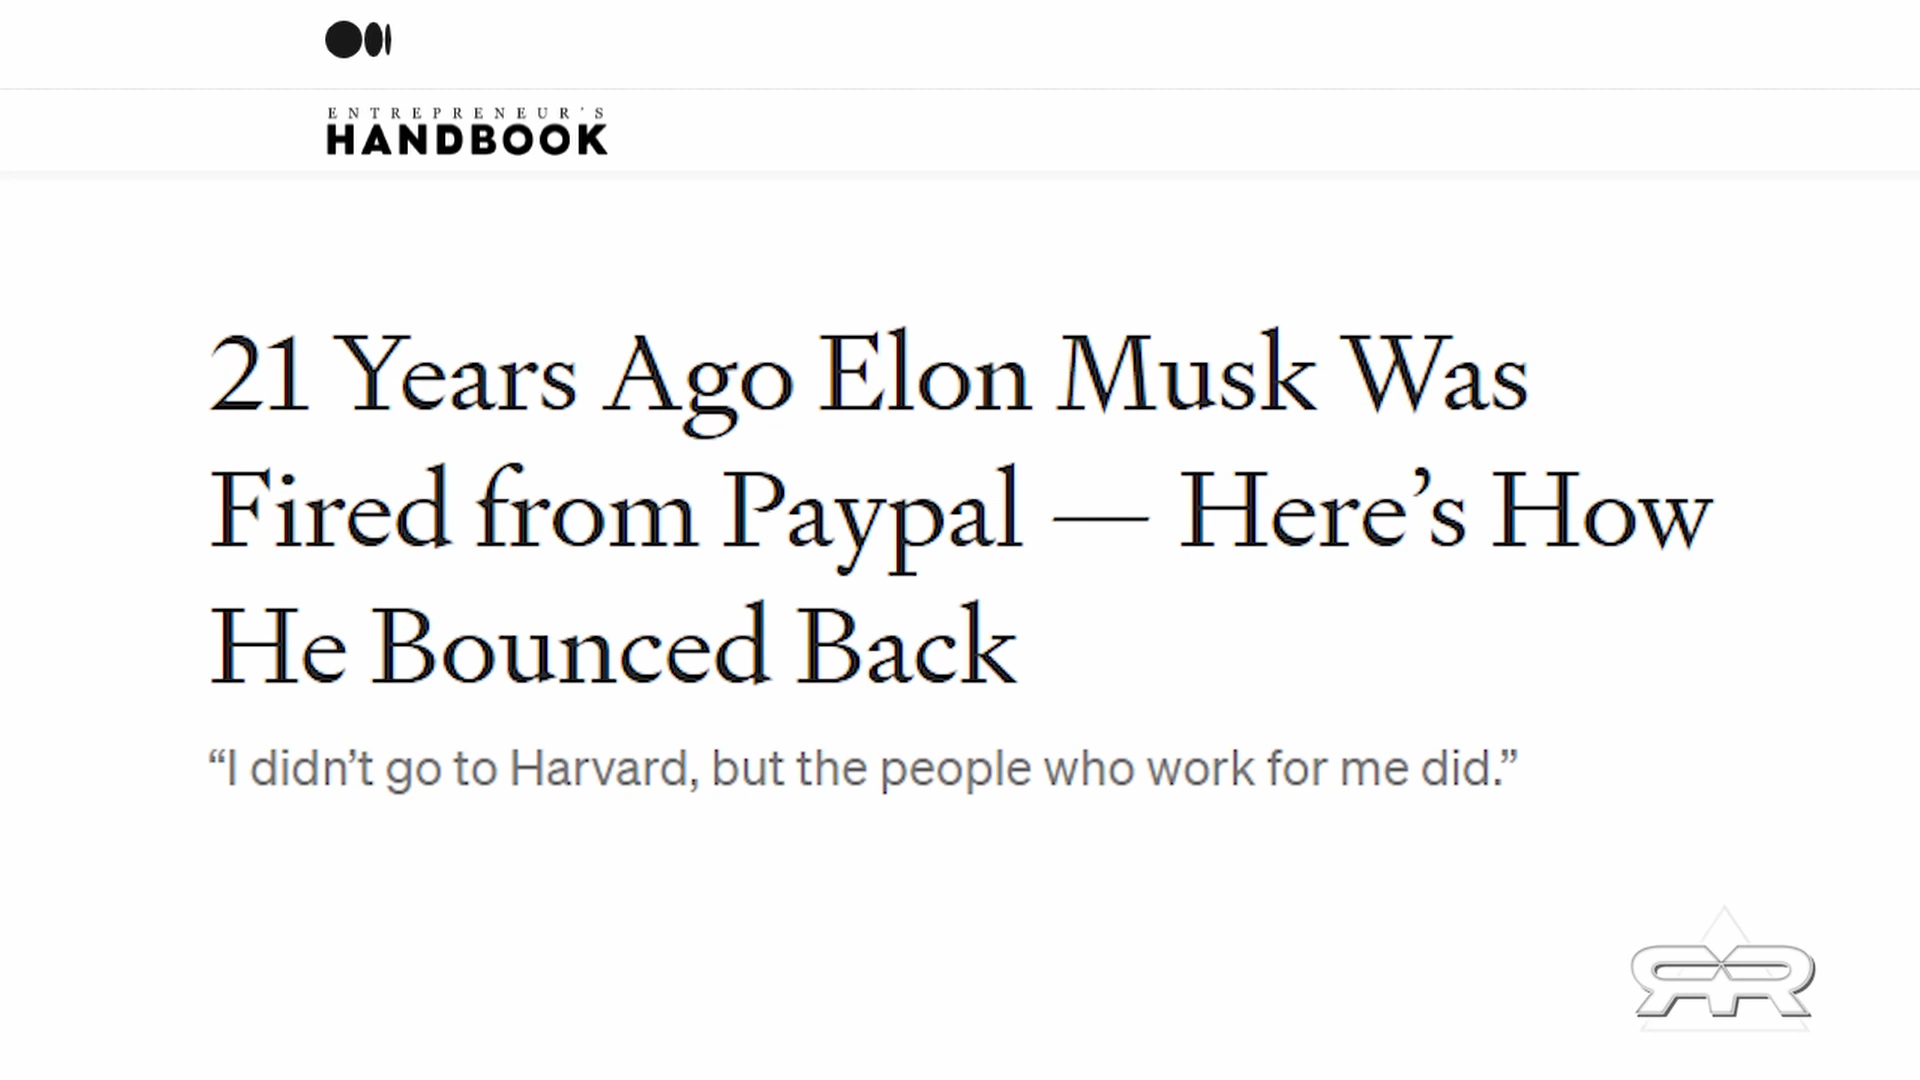 ENTREPRENEUR'S
HANDBOOK
21 Years Ago Elon Musk Was
Fired from Paypal — Here’s How
He Bounced Back
“I didn’t go to Harvard, but the people who work for me did.”
RR